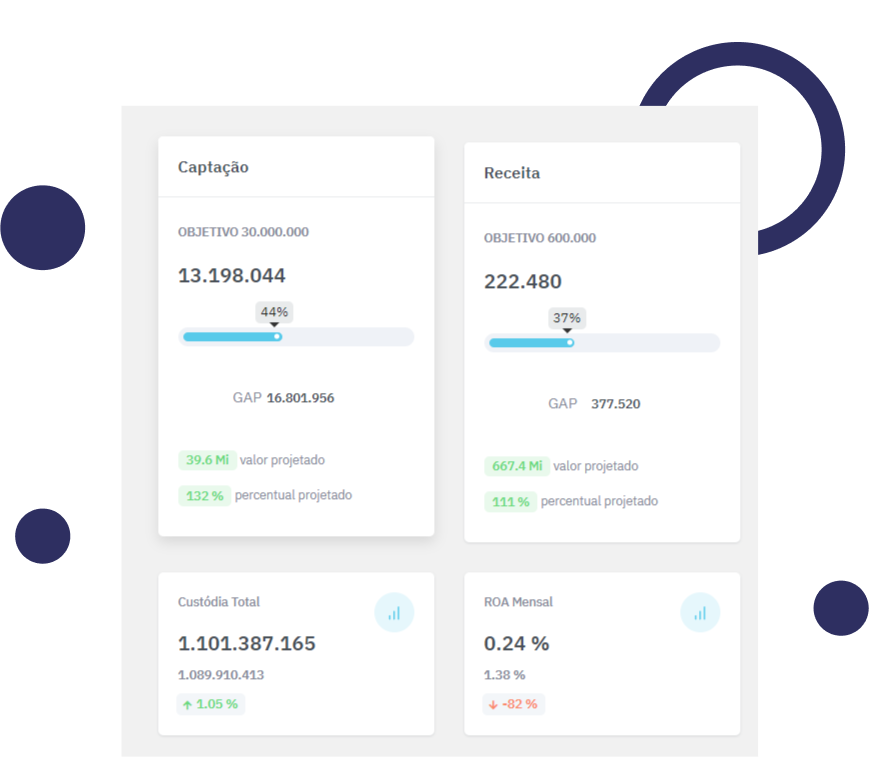 Captação
OBJETIVO 30.000.000
13.198.044
44%
GAP 16.801.956
39.6 Mi valor projetado
132 % percentual projetado
Receita
OBJETIVO 600.000
222.480
37%
GAP 377.520
667.4 Mi valor projetado
111 % percentual projetado
Custódia Total
1.101.387.165
1.089.910.413
↑ 1.05 %
ROA Mensal
0.24 %
1.38 %
↓ -82 %